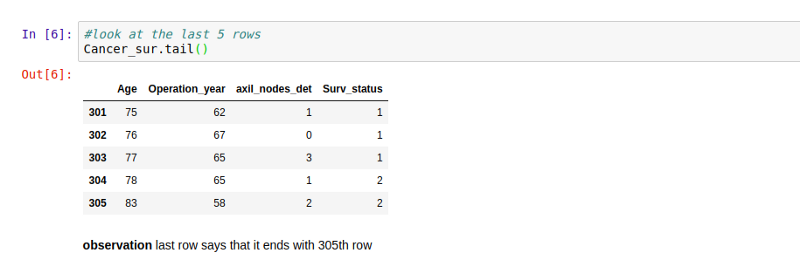 In [6]: #look at the last 5 rows
Cancer_sur.tail()
Out[6]:
Age Operation_year axil_nodes_det Surv_status
301 75 62 1 1
302 76 67 0 1
303 77 65 3 1
304 78 65 1 2
305 83 58 2 2
observation last row says that it ends with 305th row